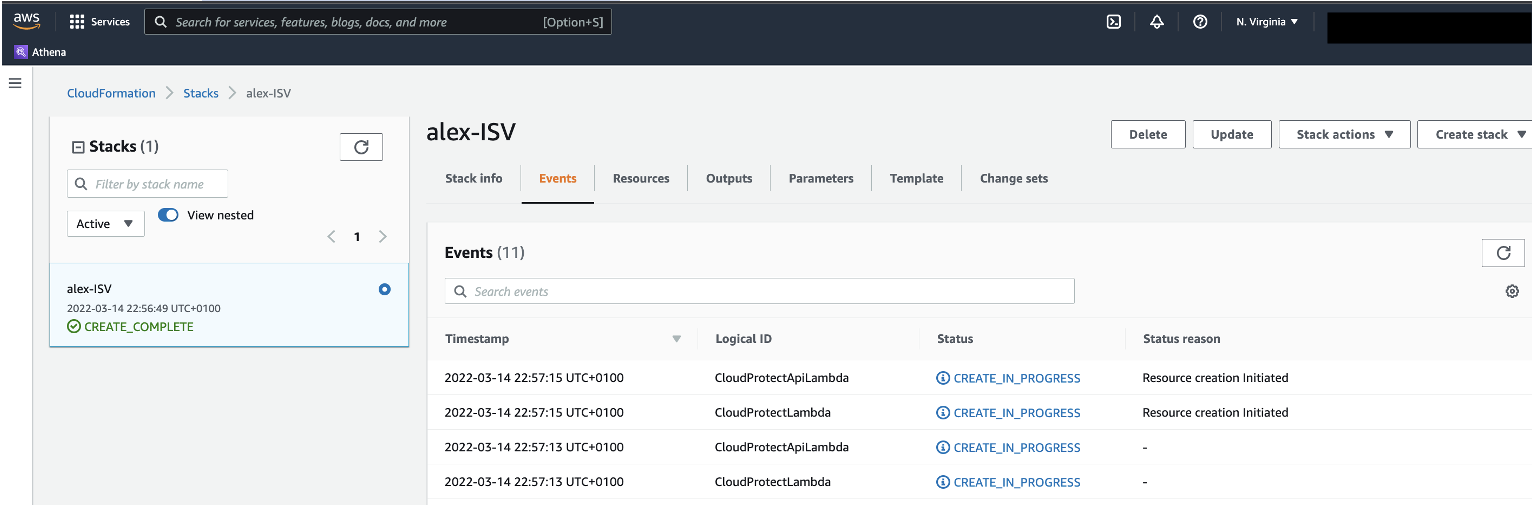 aws Services Search for services, features, blogs, docs, and more [Option+S] N. Virginia
Athena
CloudFormation Stacks alex-ISV
Stacks (1)
Filter by stack name
Active View nested
1
alex-ISV
2022-03-14 22:56:49 UTC+0100
CREATE_COMPLETE
alex-ISV Delete Update Stack actions Create stack
Stack info Events Resources Outputs Parameters Template Change sets
Events (11)
Search events
Timestamp Logical ID Status Status reason
2022-03-14 22:57:15 UTC+0100 CloudProtectApiLambda CREATE_IN_PROGRESS Resource creation Initiated
2022-03-14 22:57:15 UTC+0100 CloudProtectLambda CREATE_IN_PROGRESS Resource creation Initiated
2022-03-14 22:57:13 UTC+0100 CloudProtectApiLambda CREATE_IN_PROGRESS -
2022-03-14 22:57:13 UTC+0100 CloudProtectLambda CREATE_IN_PROGRESS -